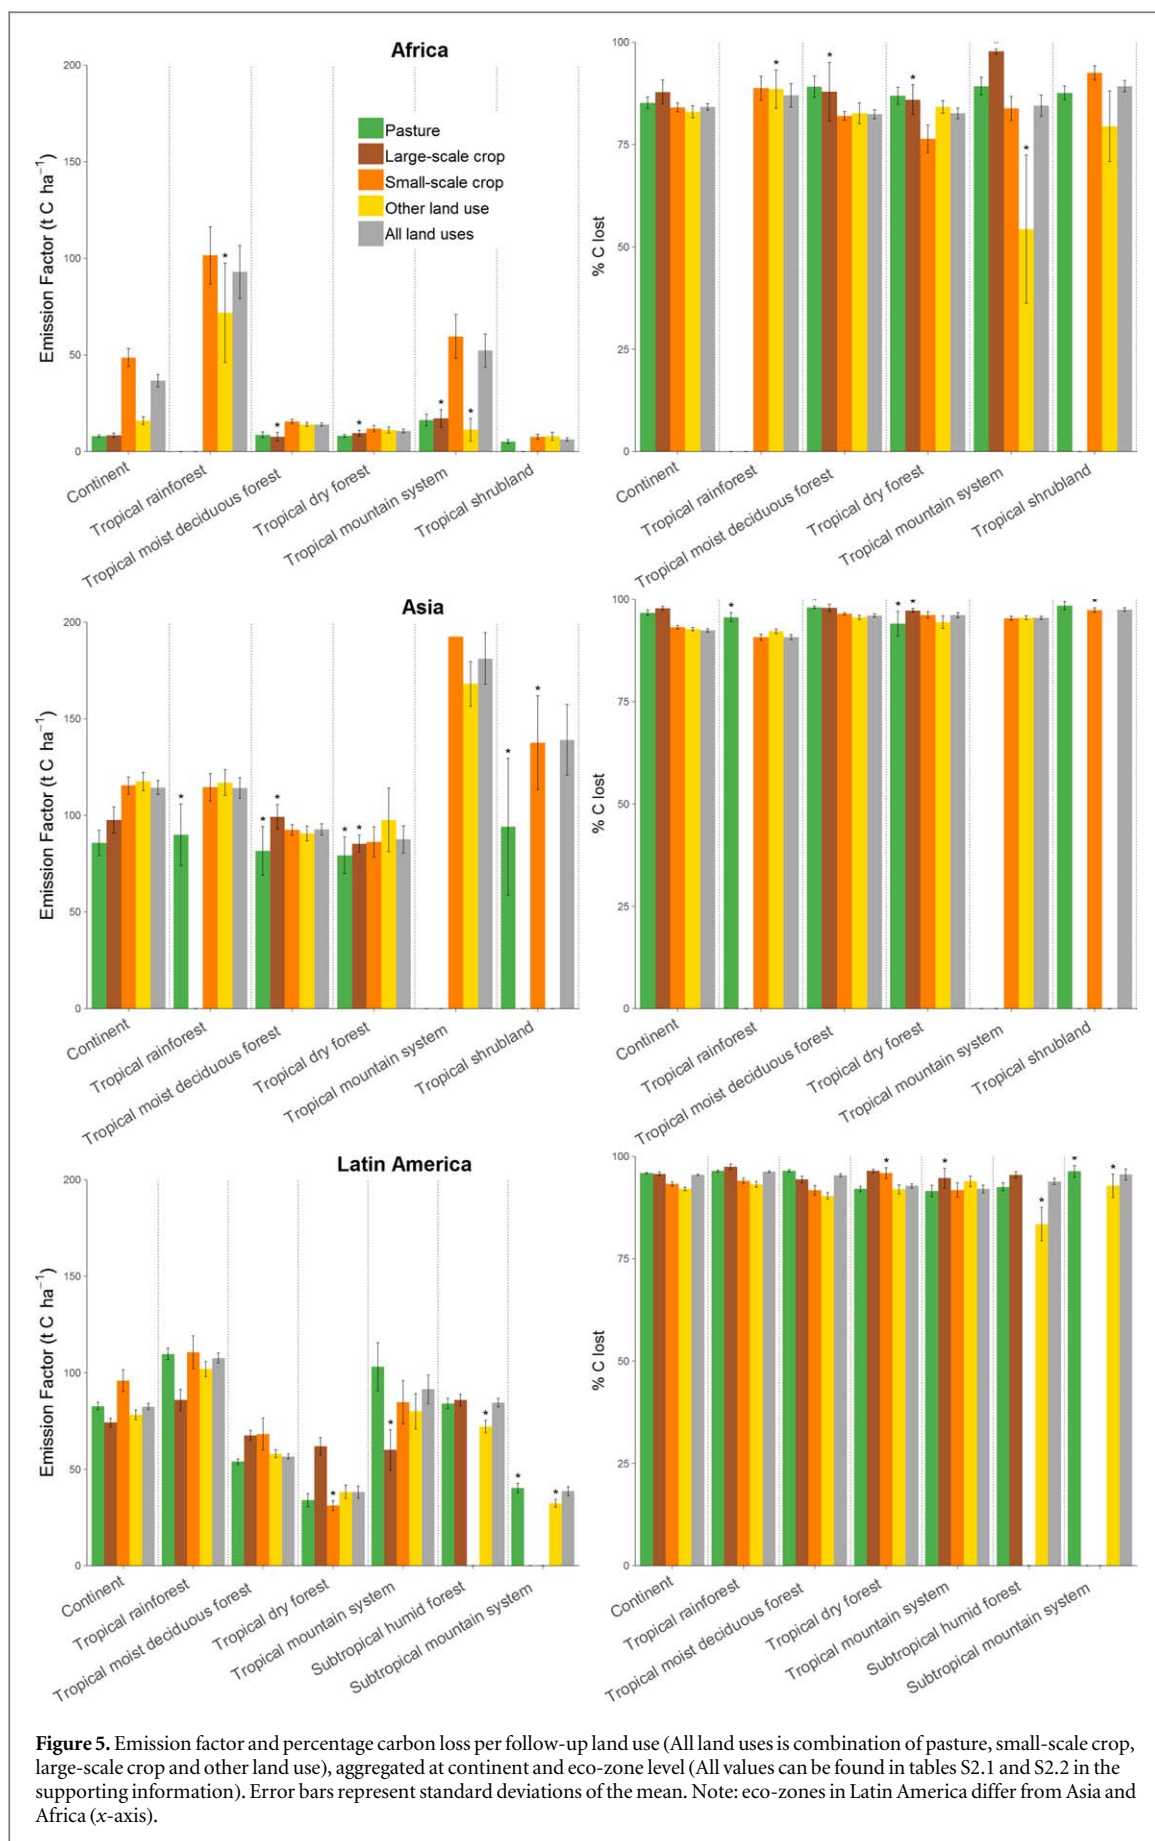 Africa
200
150
100
50
0
Emission Factor (t C ha−1)
Pasture
Large-scale crop
Small-scale crop
Other land use
All land uses
*
*
*
*
*
Continent
Tropical rainforest
Tropical moist deciduous forest
Tropical dry forest
Tropical mountain system
Tropical shrubland
100
75
50
25
0
% C lost
*
*
*
*
Continent
Tropical rainforest
Tropical moist deciduous forest
Tropical dry forest
Tropical mountain system
Tropical shrubland
Asia
200
150
100
50
0
Emission Factor (t C ha−1)
*
*
*
*
*
*
*
Continent
Tropical rainforest
Tropical moist deciduous forest
Tropical dry forest
Tropical mountain system
Tropical shrubland
100
75
50
25
0
% C lost
*
*
*
*
Continent
Tropical rainforest
Tropical moist deciduous forest
Tropical dry forest
Tropical mountain system
Tropical shrubland
Latin America
200
150
100
50
0
Emission Factor (t C ha−1)
*
*
*
*
*
Continent
Tropical rainforest
Tropical moist deciduous forest
Tropical dry forest
Tropical mountain system
Subtropical humid forest
Subtropical mountain system
100
75
50
25
0
% C lost
*
*
*
*
*
Continent
Tropical rainforest
Tropical moist deciduous forest
Tropical dry forest
Tropical mountain system
Subtropical humid forest
Subtropical mountain system
Figure 5. Emission factor and percentage carbon loss per follow-up land use (All land uses is combination of pasture, small-scale crop,
large-scale crop and other land use), aggregated at continent and eco-zone level (All values can be found in tables S2.1 and S2.2 in the
supporting information). Error bars represent standard deviations of the mean. Note: eco-zones in Latin America differ from Asia and
Africa (x-axis).